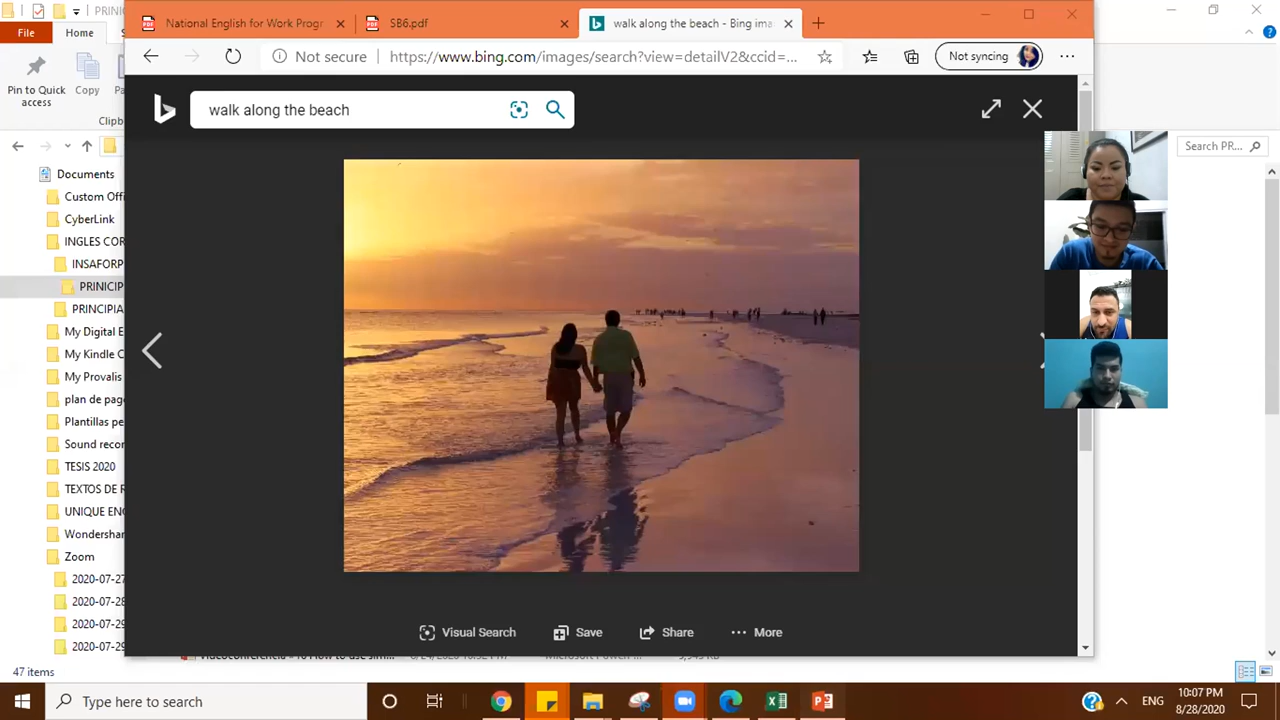 National English for Work Progr
SB6.pdf
walk along the beach - Bing ima
File
Home
Not secure
https://www.bing.com/images/search?view=detailV2&ccid=...
Not syncing
Pin to Quick access
Copy
Clipb
walk along the beach
Search PR...
Documents
Custom Offi
CyberLink
INGLES COR
INSAFORP
PRINICIP
PRINCIPIA
My Digital E
My Kindle C
My Provalis
plan de pag
Plantillas pe
Sound recor
TESIS 2020
TEXTOS DE R
UNIQUE ENG
Wondershar
Zoom
2020-07-27
2020-07-28
2020-07-29
2020-07-29
Visual Search
Save
Share
More
33 items
Type here to search
ENG
10:07 PM
8/28/2020